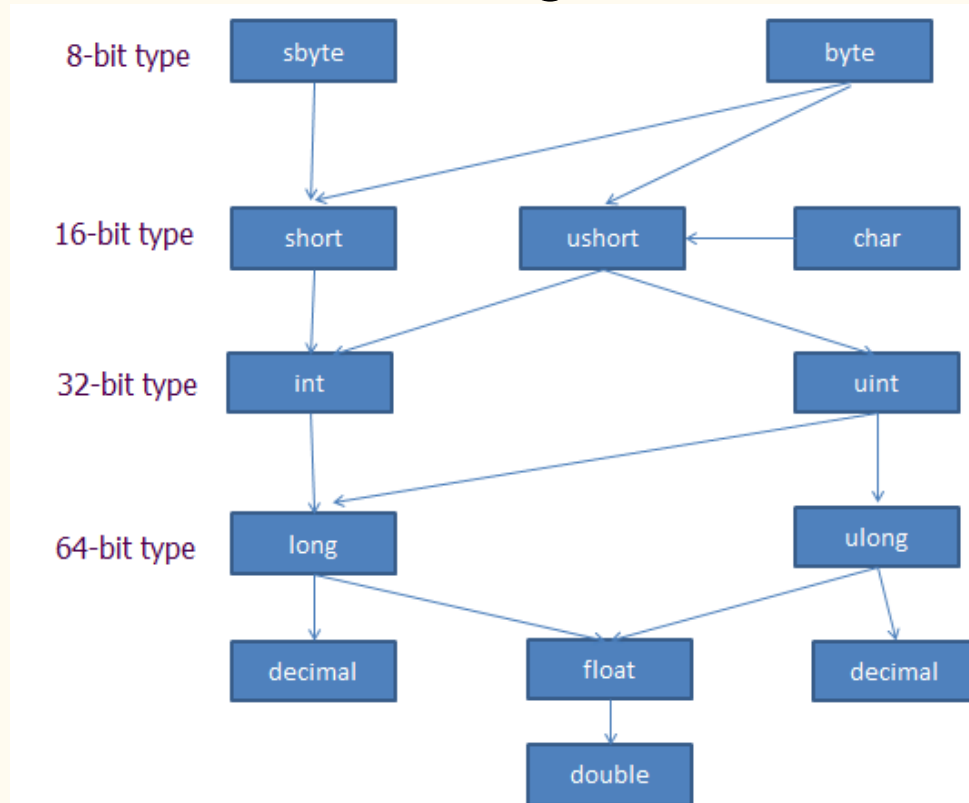 8-bit type sbyte byte
16-bit type short ushort char
32-bit type int uint
64-bit type long ulong
decimal float decimal
double